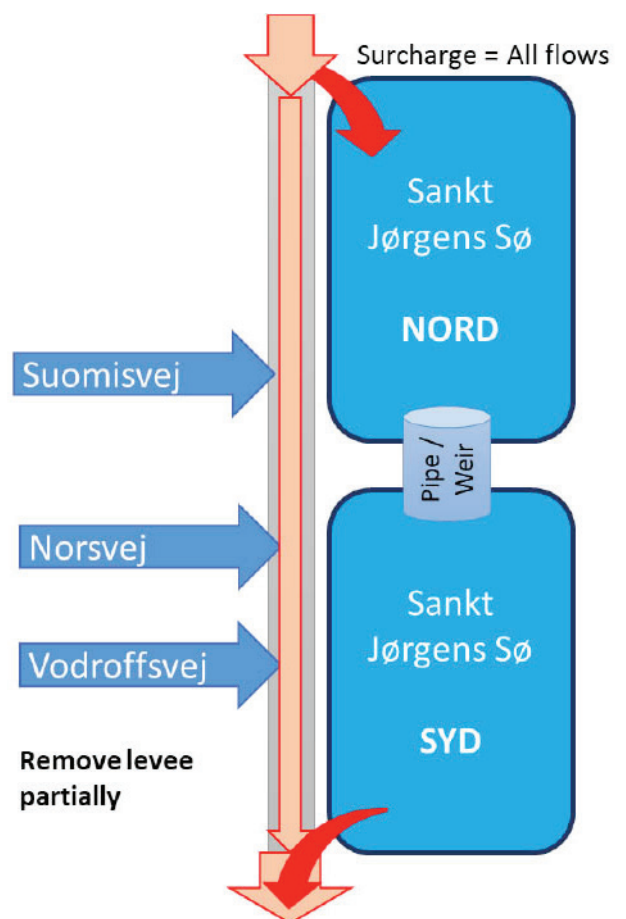 Surcharge = All flows
Sankt
Jørgens Sø
NORD
Suomisvej
Pipe /
Weir
Norsvej
Sankt
Jørgens Sø
Vodroffsvej
SYD
Remove levee
partially